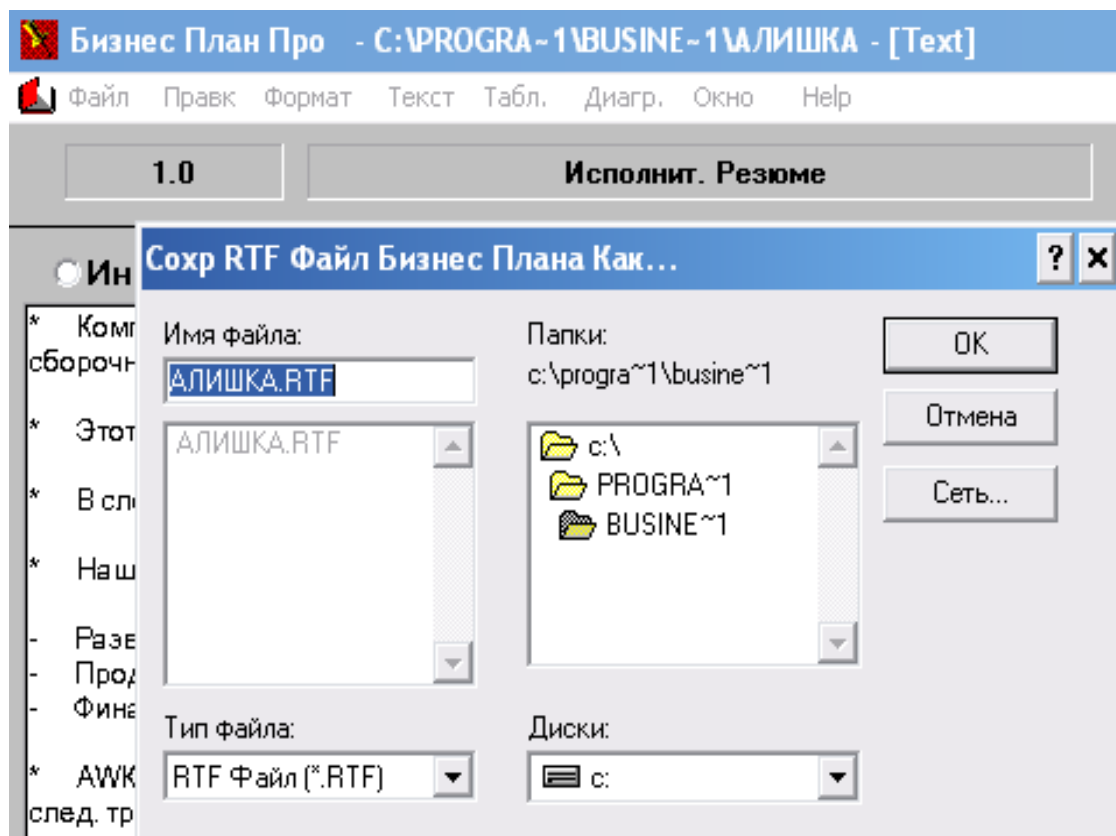 Бизнес План Про - C:\PROGRA~1\BUSINE~1\АЛИШКА - [Text]
Файл Правк Формат Текст Табл. Диагр. Окно Help
1.0 Исполнит. Резюме
Сохр RTF Файл Бизнес Плана Как... ?
Имя файла: Папки: OK
АЛИШКА.RTF c:\progra~1\busine~1
Отмена
АЛИШКА.RTF c:\
PROGRA~1 Сеть...
BUSINE~1
Тип файла: Диски:
RTF Файл (*.RTF) c:
* AWK
след. тр